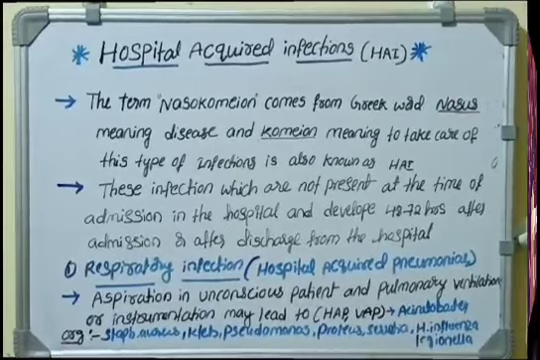 * HOSPITAL ACQUIRED infections (HAI) *
→ The term 'Nasokomeion' comes from Greek word Nasus
meaning disease and komeion meaning to take care of
this type of infections is also known as HAI
→ These infection which are not present at the time of
admission in the hospital and develope 48-72 hrs after
admission & after discharge from the hospital
① Respiratory infection (Hospital Acquired pneumonias)
→ Aspiration in unconscious patient and pulmonary ventilation
or instrumentation may lead to (HAP, VAP) → Acinitobacter
org :- staph. aureus, kleb, pseudomonas, proteus, H. influenza
legionella